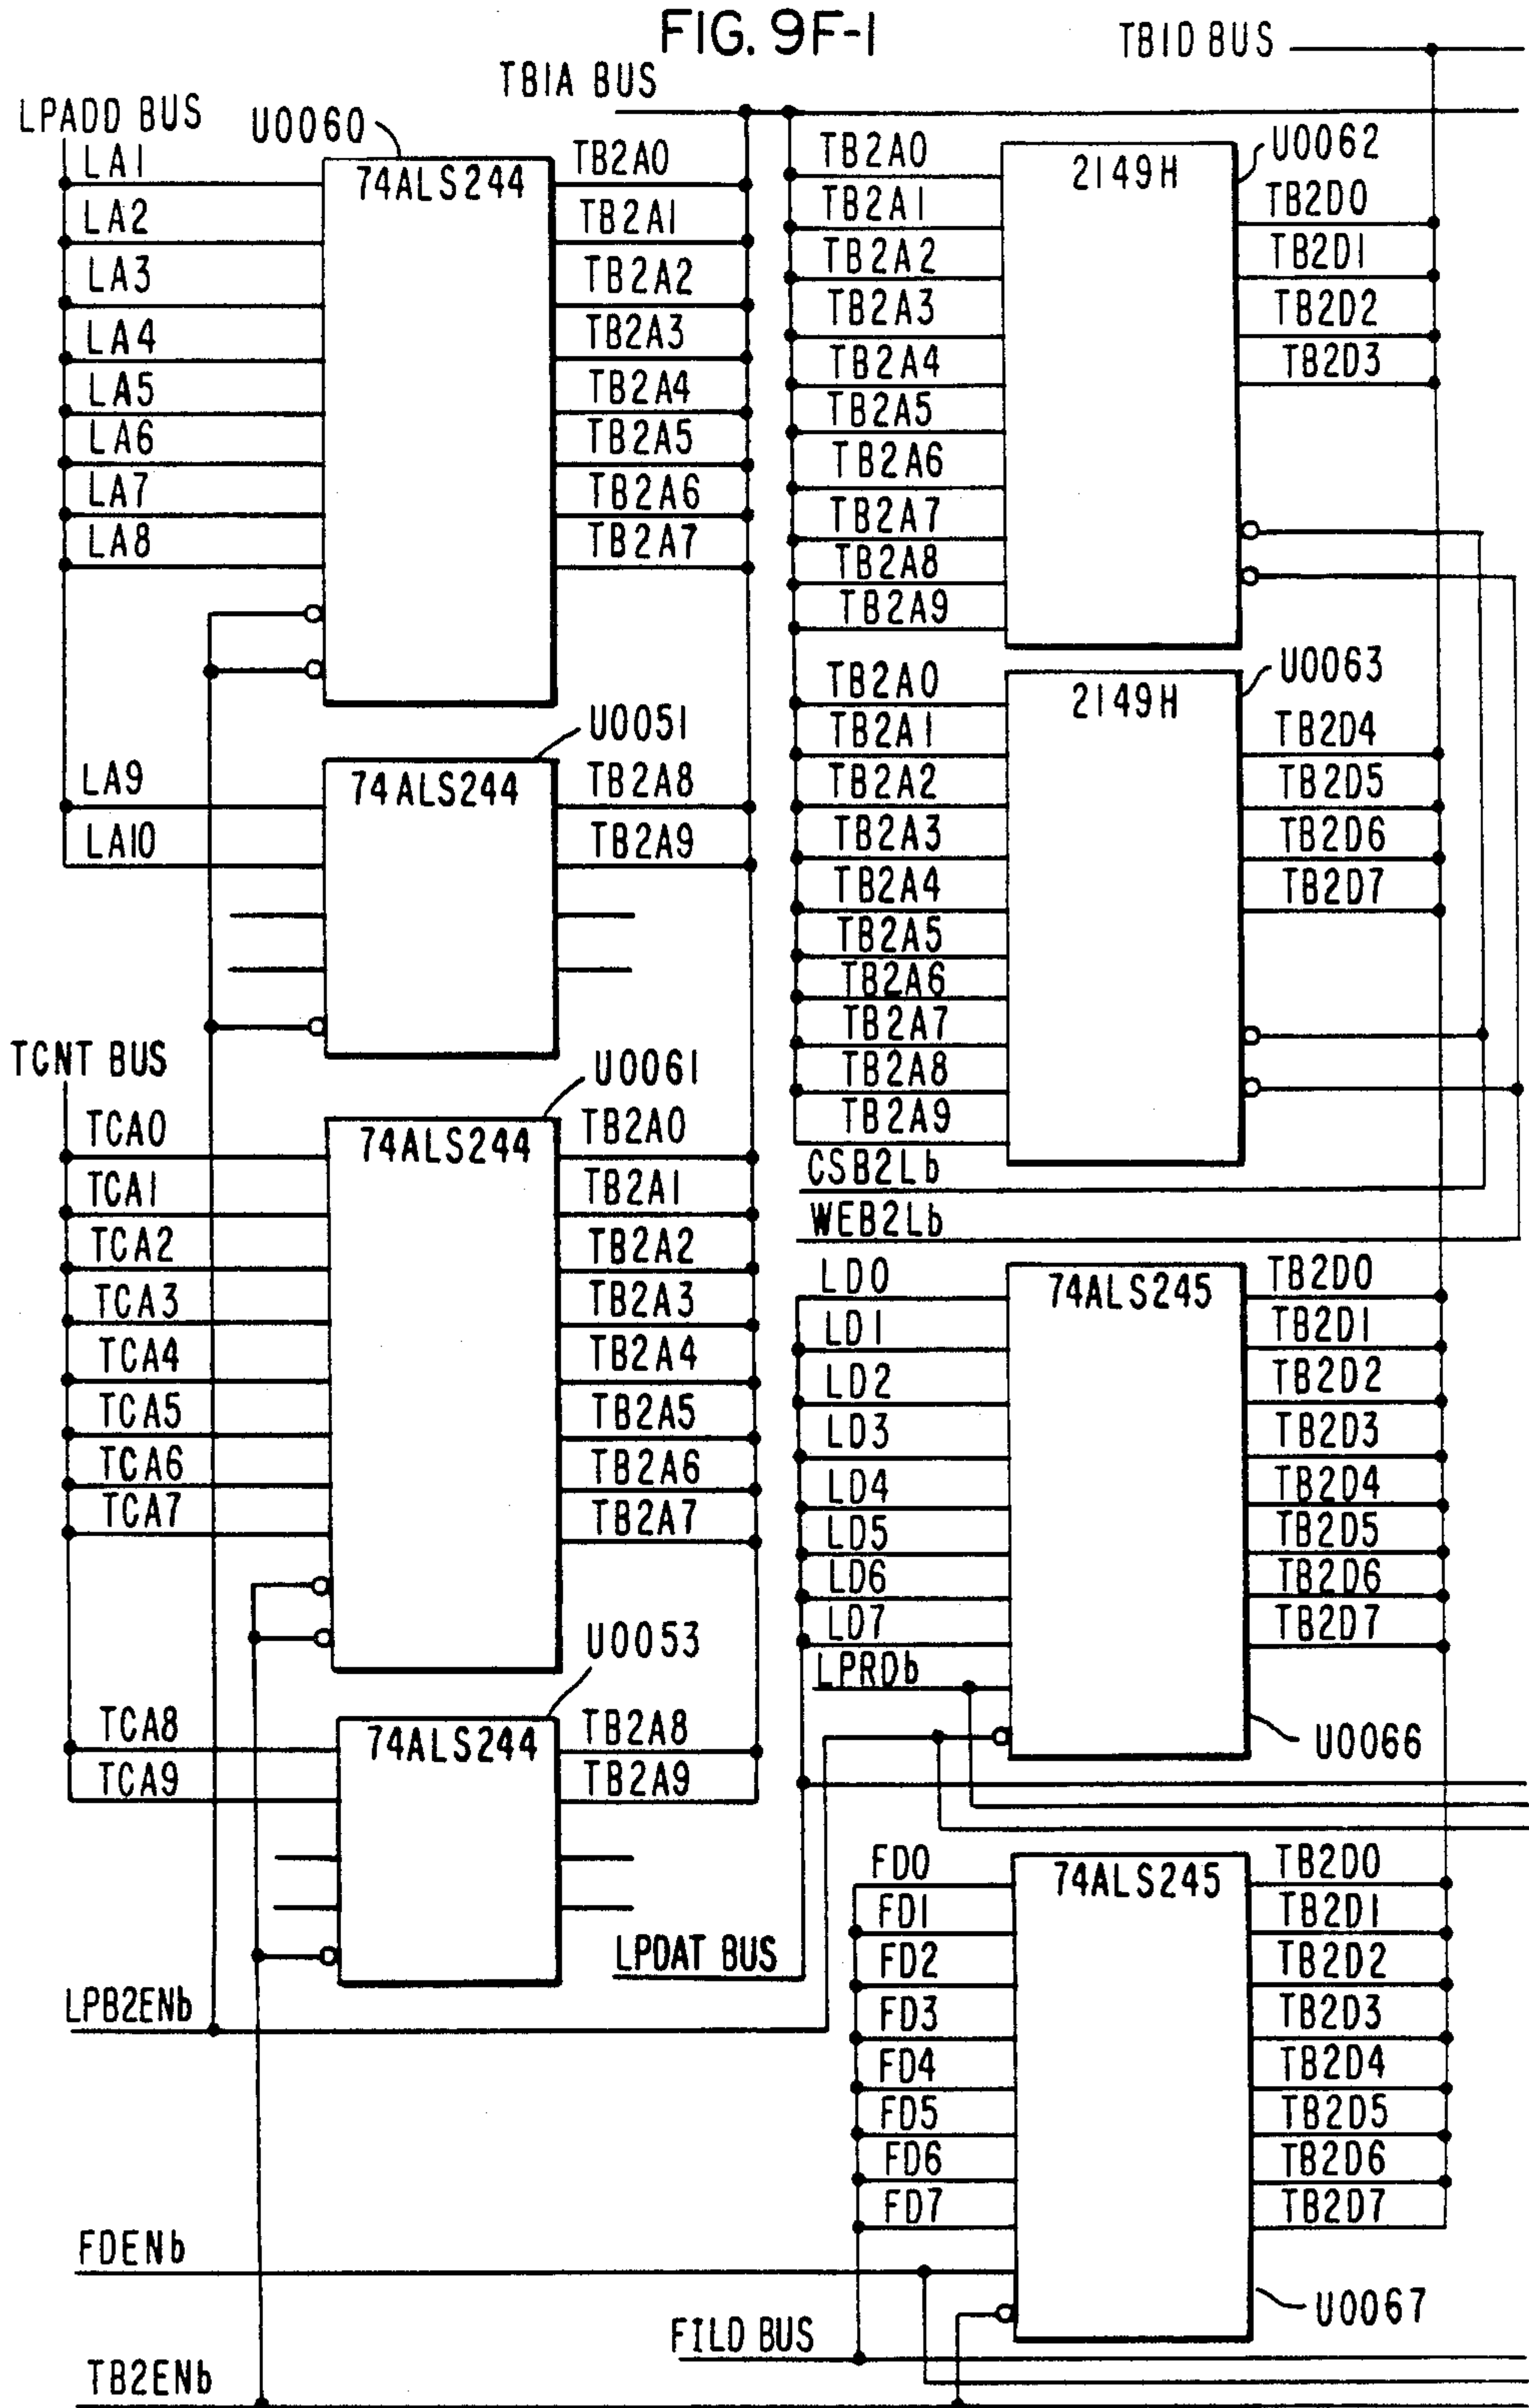 FIG. 9F-1
TBID BUS
TBIA BUS
LPADD BUS
U0060
74ALS244
LA1
LA2
LA3
LA4
LA5
LA6
LA7
LA8
TB2A0
TB2A1
TB2A2
TB2A3
TB2A4
TB2A5
TB2A6
TB2A7
U0051
74ALS244
LA9
LA10
TB2A8
TB2A9
TCNT BUS
U0061
74ALS244
TCA0
TCA1
TCA2
TCA3
TCA4
TCA5
TCA6
TCA7
TB2A0
TB2A1
TB2A2
TB2A3
TB2A4
TB2A5
TB2A6
TB2A7
U0053
74ALS244
TCA8
TCA9
TB2A8
TB2A9
LPB2ENb
FDENb
TB2ENb
U0062
2149H
TB2A0
TB2A1
TB2A2
TB2A3
TB2A4
TB2A5
TB2A6
TB2A7
TB2A8
TB2A9
TB2D0
TB2D1
TB2D2
TB2D3
U0063
2149H
TB2A0
TB2A1
TB2A2
TB2A3
TB2A4
TB2A5
TB2A6
TB2A7
TB2A8
TB2A9
TB2D4
TB2D5
TB2D6
TB2D7
CSB2Lb
WEB2Lb
74ALS245
LD0
LD1
LD2
LD3
LD4
LD5
LD6
LD7
LPRDb
TB2D0
TB2D1
TB2D2
TB2D3
TB2D4
TB2D5
TB2D6
TB2D7
U0066
LPDAT BUS
74ALS245
FD0
FD1
FD2
FD3
FD4
FD5
FD6
FD7
TB2D0
TB2D1
TB2D2
TB2D3
TB2D4
TB2D5
TB2D6
TB2D7
U0067
FILD BUS